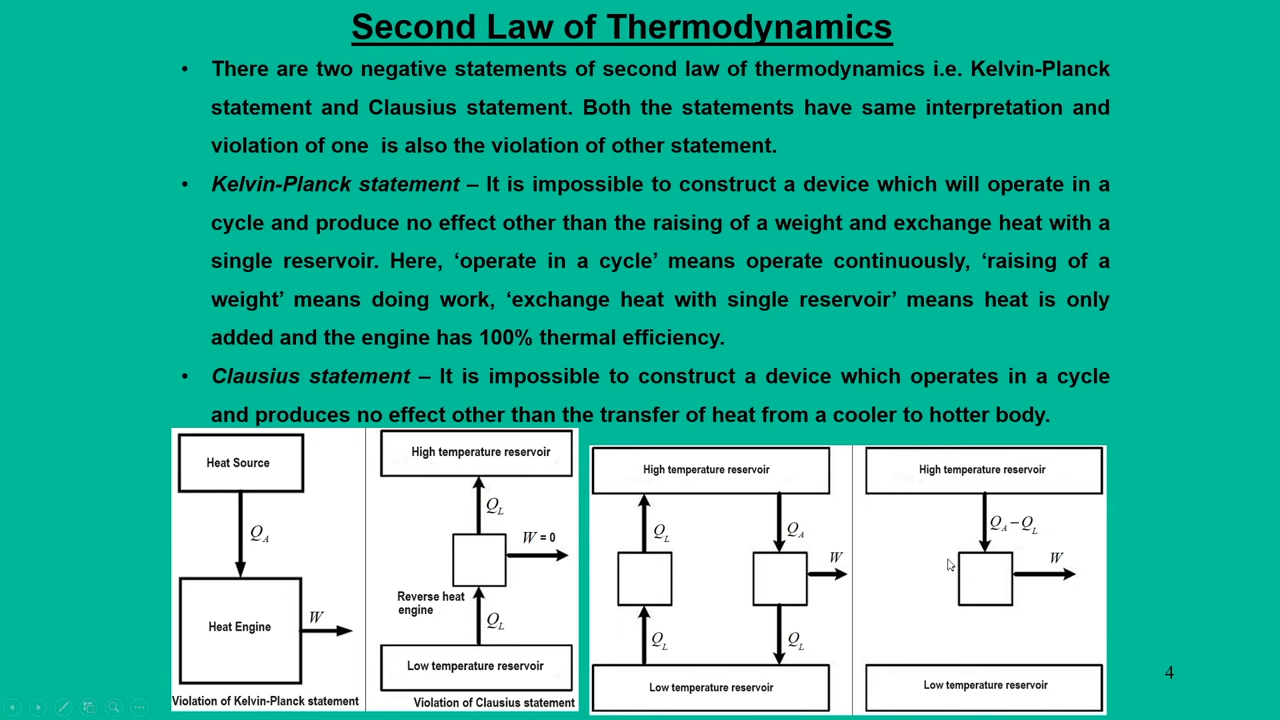 Second Law of Thermodynamics
• There are two negative statements of second law of thermodynamics i.e. Kelvin-Planck
statement and Clausius statement. Both the statements have same interpretation and
violation of one is also the violation of other statement.
• Kelvin-Planck statement – It is impossible to construct a device which will operate in a
cycle and produce no effect other than the raising of a weight and exchange heat with a
single reservoir. Here, ‘operate in a cycle’ means operate continuously, ‘raising of a
weight’ means doing work, ‘exchange heat with single reservoir’ means heat is only
added and the engine has 100% thermal efficiency.
• Clausius statement – It is impossible to construct a device which operates in a cycle
and produces no effect other than the transfer of heat from a cooler to hotter body.
Heat Source
Q_A
Heat Engine
W
Violation of Kelvin-Planck statement
High temperature reservoir
Q_L
W = 0
Reverse heat
engine
Q_L
Low temperature reservoir
Violation of Clausius statement
High temperature reservoir
Q_L
Q_A
W
Q_L
Q_L
Low temperature reservoir
High temperature reservoir
Q_A – Q_L
W
Low temperature reservoir
4